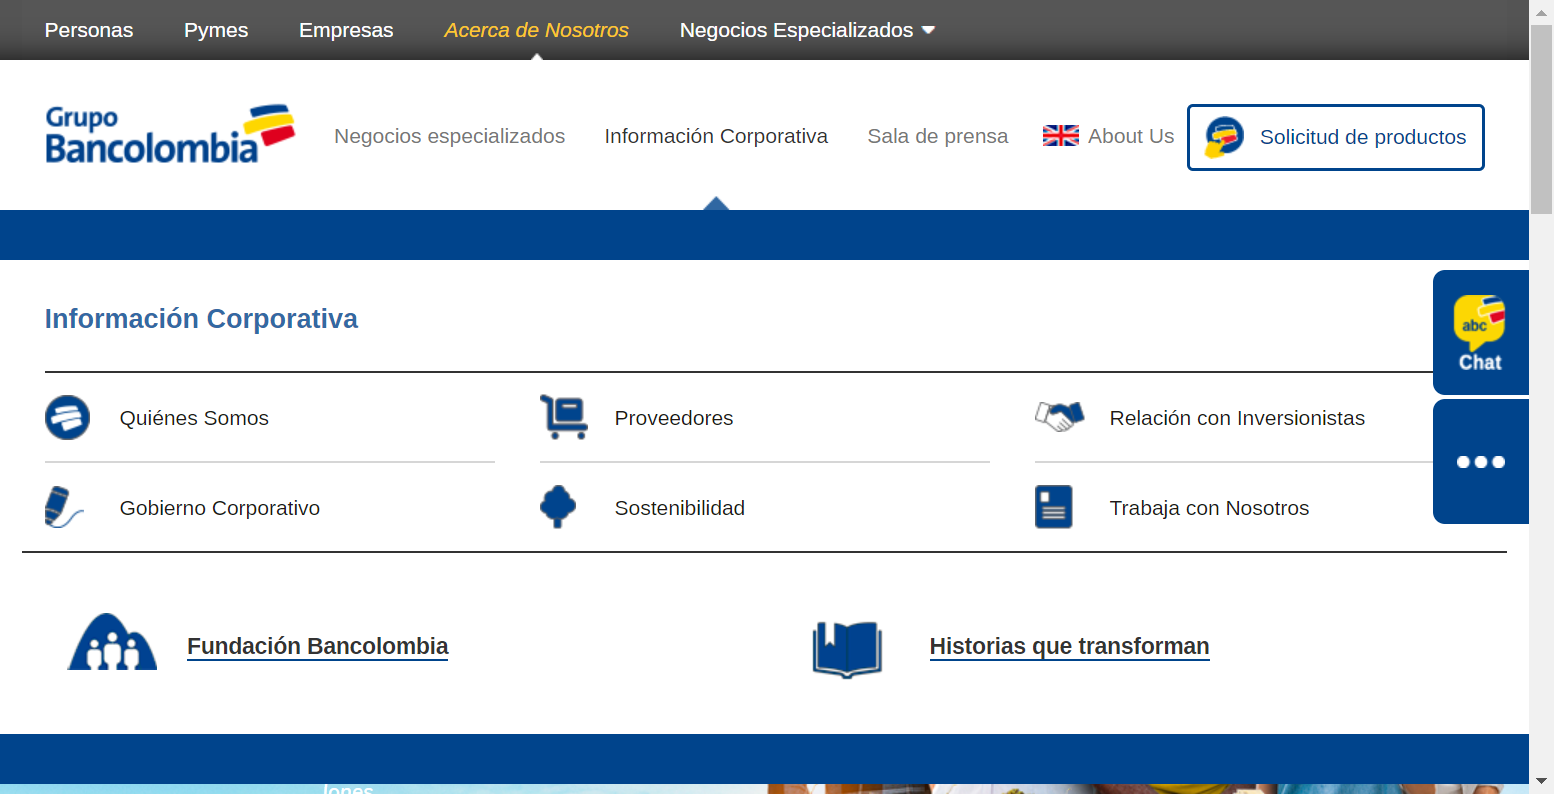 Personas Pymes Empresas Acerca de Nosotros Negocios Especializados
Grupo
Bancolombia
Negocios especializados Información Corporativa Sala de prensa About Us Solicitud de productos
Información Corporativa
abc
Chat
Quiénes Somos Proveedores Relación con Inversionistas
Gobierno Corporativo Sostenibilidad Trabaja con Nosotros
Fundación Bancolombia Historias que transforman